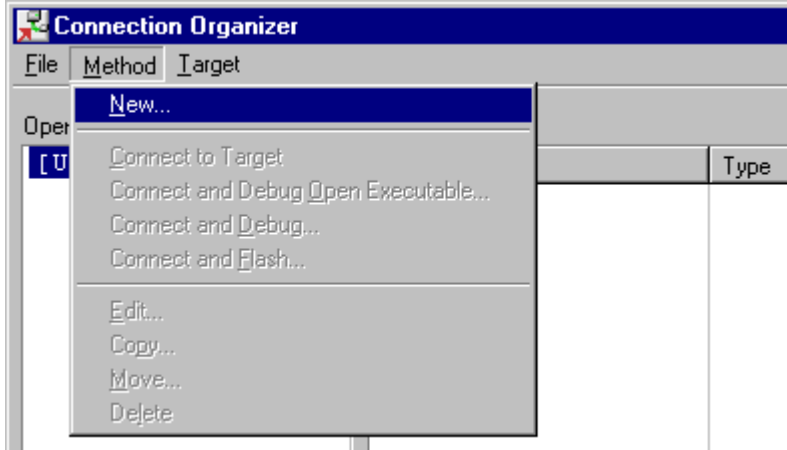 Connection Organizer
File Method Target
New...
Connect to Target
Connect and Debug Open Executable...
Connect and Debug...
Connect and Flash...
Edit...
Copy...
Move...
Delete
Type